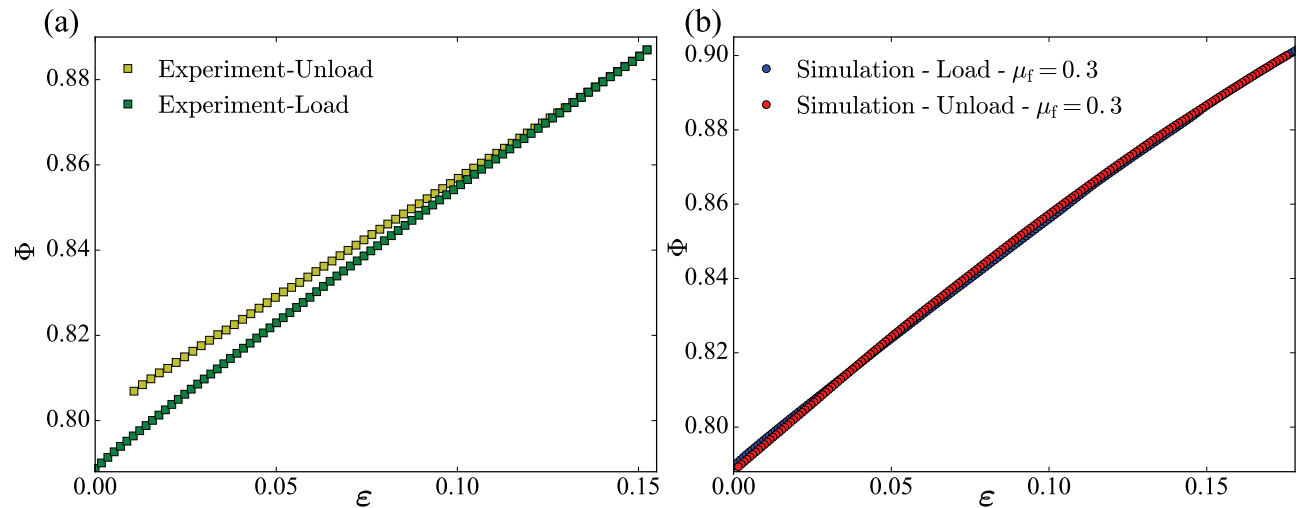 (a)
Experiment-Unload
Experiment-Load
0.88
0.86
0.84
0.82
0.80
Φ
0.00 0.05 0.10 0.15
ε
(b)
Simulation - Load - μf = 0.3
Simulation - Unload - μf = 0.3
0.90
0.88
0.86
0.84
0.82
0.80
Φ
0.00 0.05 0.10 0.15
ε